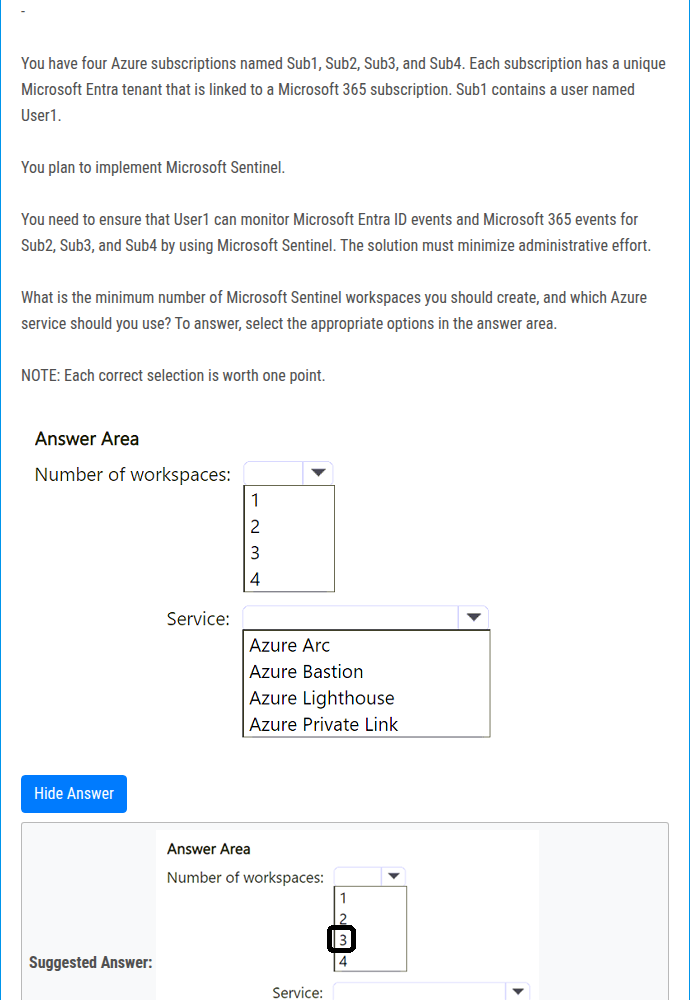 -
You have four Azure subscriptions named Sub1, Sub2, Sub3, and Sub4. Each subscription has a unique
Microsoft Entra tenant that is linked to a Microsoft 365 subscription. Sub1 contains a user named
User1.
You plan to implement Microsoft Sentinel.
You need to ensure that User1 can monitor Microsoft Entra ID events and Microsoft 365 events for
Sub2, Sub3, and Sub4 by using Microsoft Sentinel. The solution must minimize administrative effort.
What is the minimum number of Microsoft Sentinel workspaces you should create, and which Azure
service should you use? To answer, select the appropriate options in the answer area.
NOTE: Each correct selection is worth one point.
Answer Area
Number of workspaces:
1
2
3
4
Service:
Azure Arc
Azure Bastion
Azure Lighthouse
Azure Private Link
Hide Answer
Answer Area
Number of workspaces:
1
2
3
4
Suggested Answer:
Service: